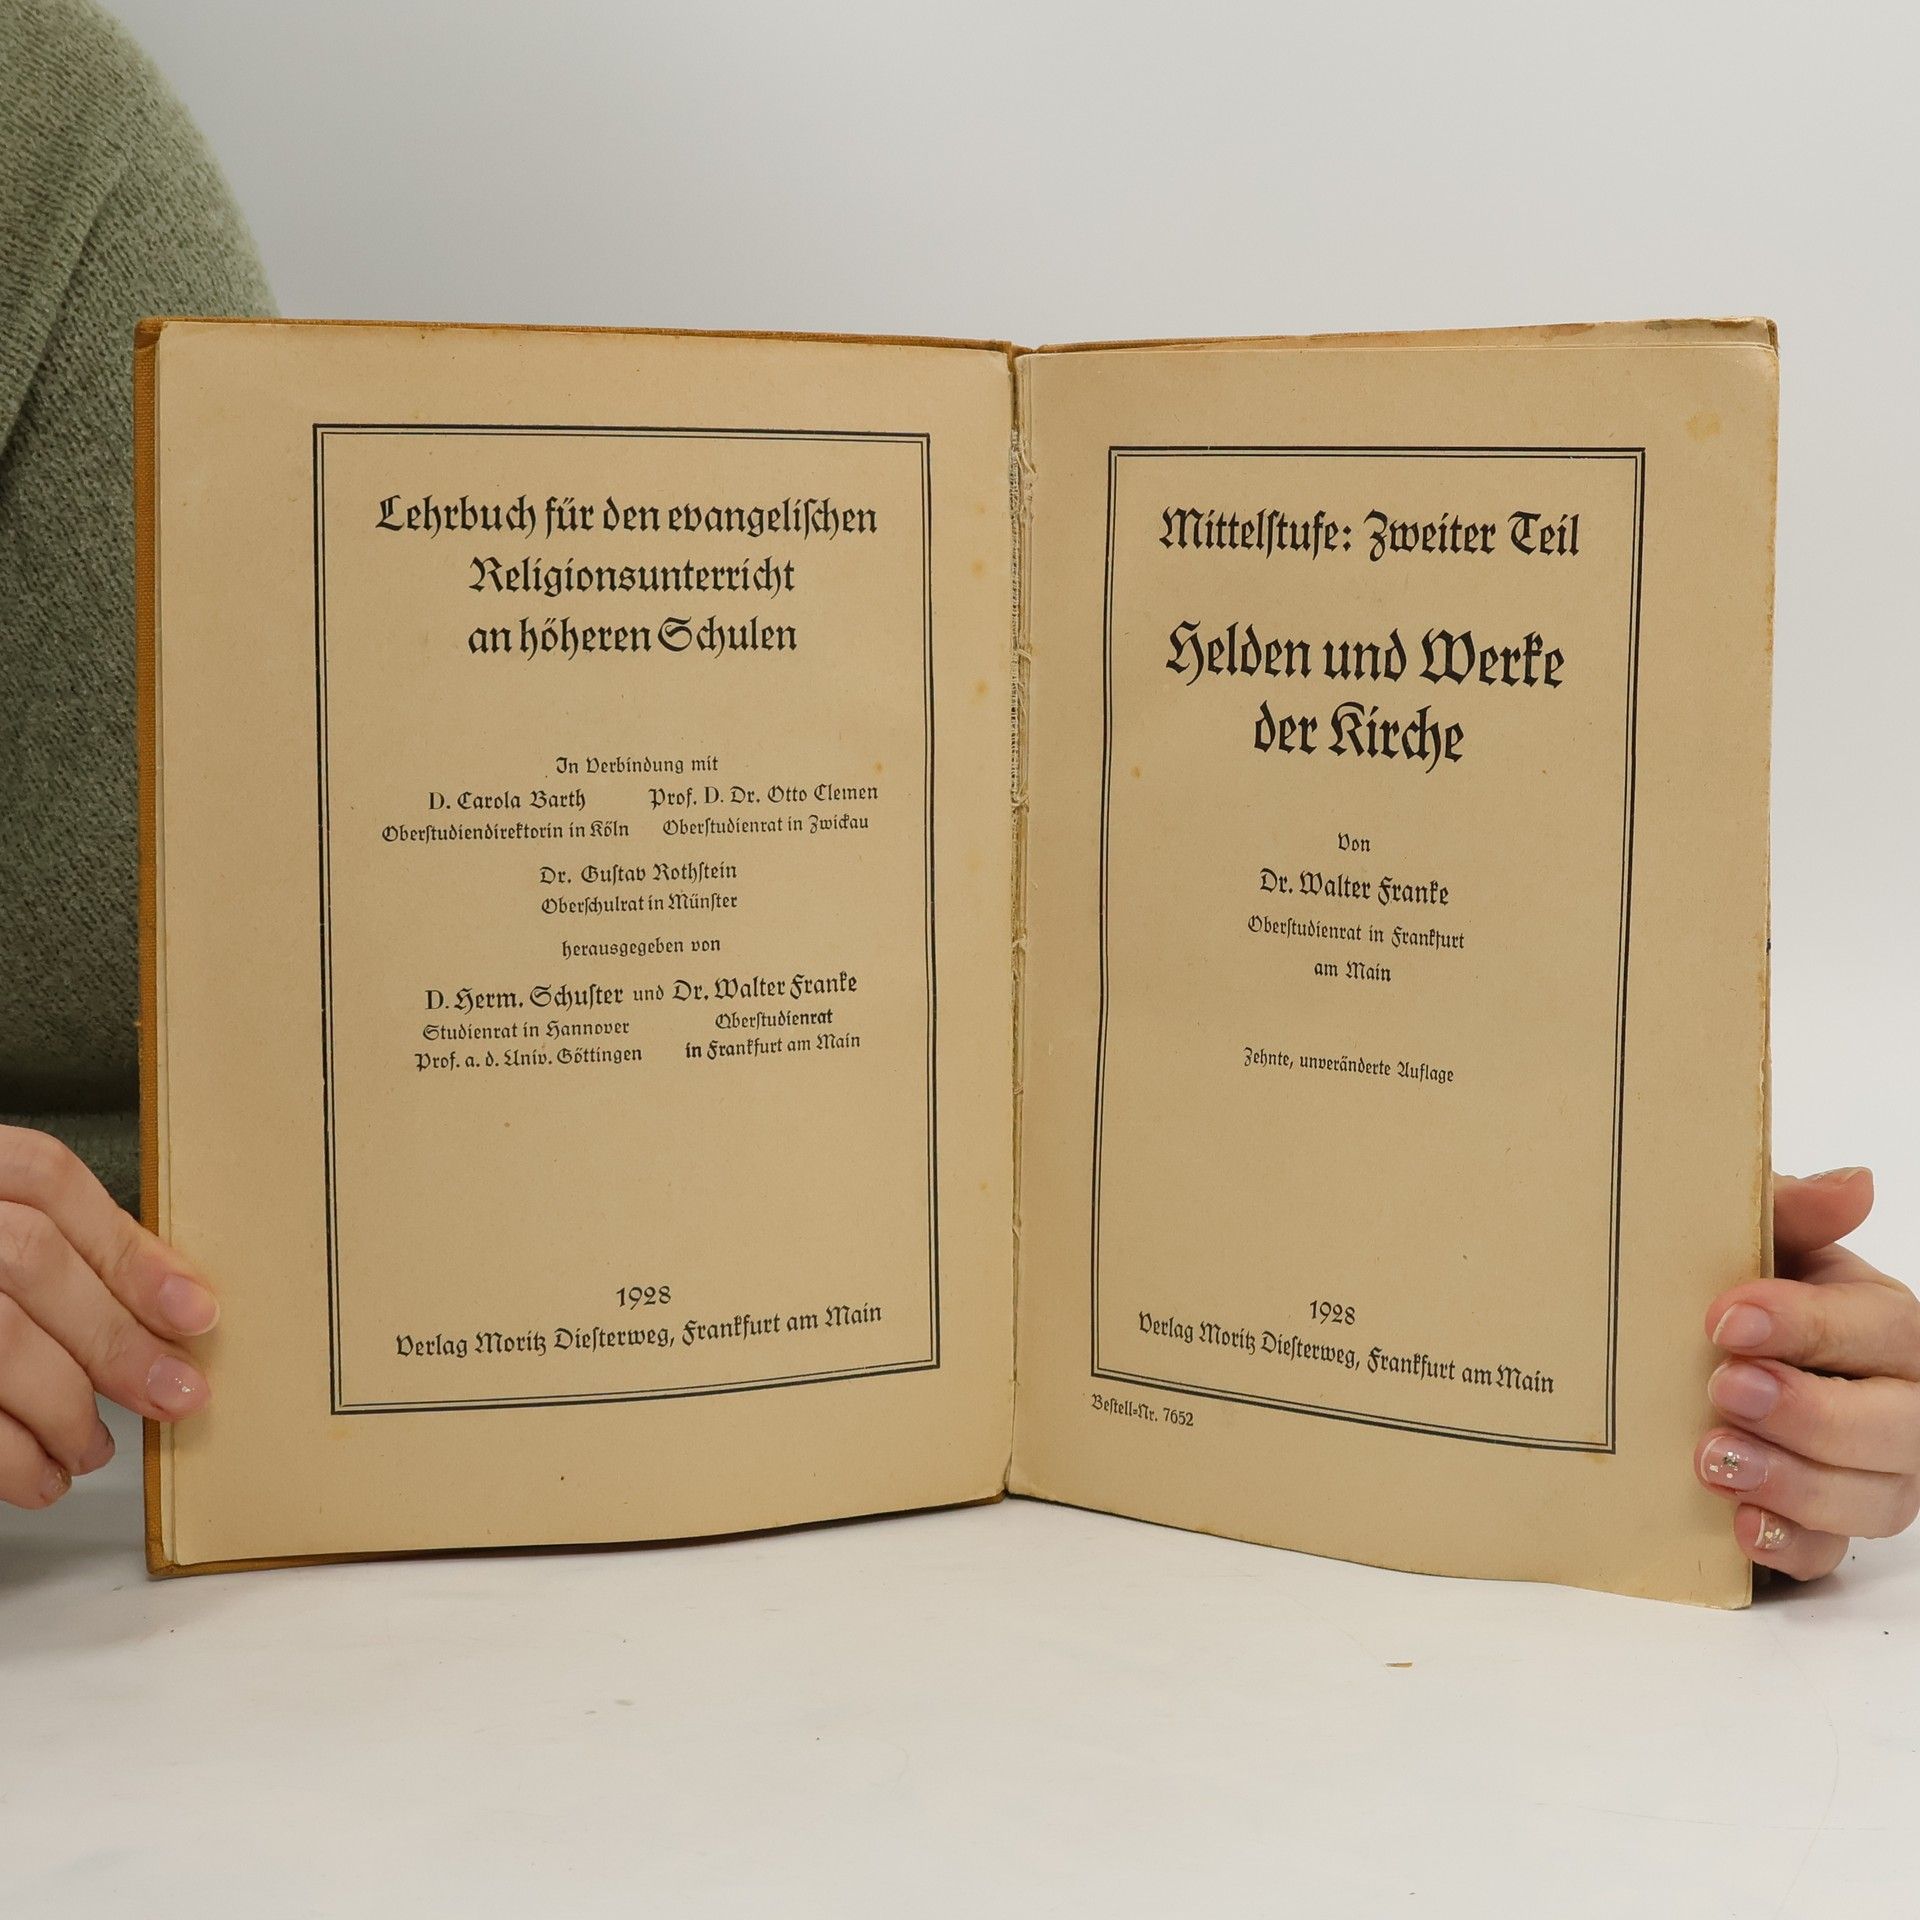 Lehrbuch für den evangeliſchen
Religionsunterricht
an höheren Schulen
In Verbindung mit
D. Carola Barth Prof. D. Dr. Otto Clemen
Oberſtudiendirektorin in Köln Oberſtudienrat in Zwickau
Dr. Guſtav Rothſtein
Oberſchulrat in Münſter
herausgegeben von
D. Herm. Schuſter und Dr. Walter Franke
Studienrat in Hannover Oberſtudienrat
Prof. a. d. Univ. Göttingen in Frankfurt am Main
1928
Verlag Moritz Dieſterweg, Frankfurt am Main
Mittelſtufe: Zweiter Teil
Helden und Werke
der Kirche
Von
Dr. Walter Franke
Oberſtudienrat in Frankfurt
am Main
Zehnte, unveränderte Auflage
1928
Verlag Moritz Dieſterweg, Frankfurt am Main
Beſtell=Nr. 7652